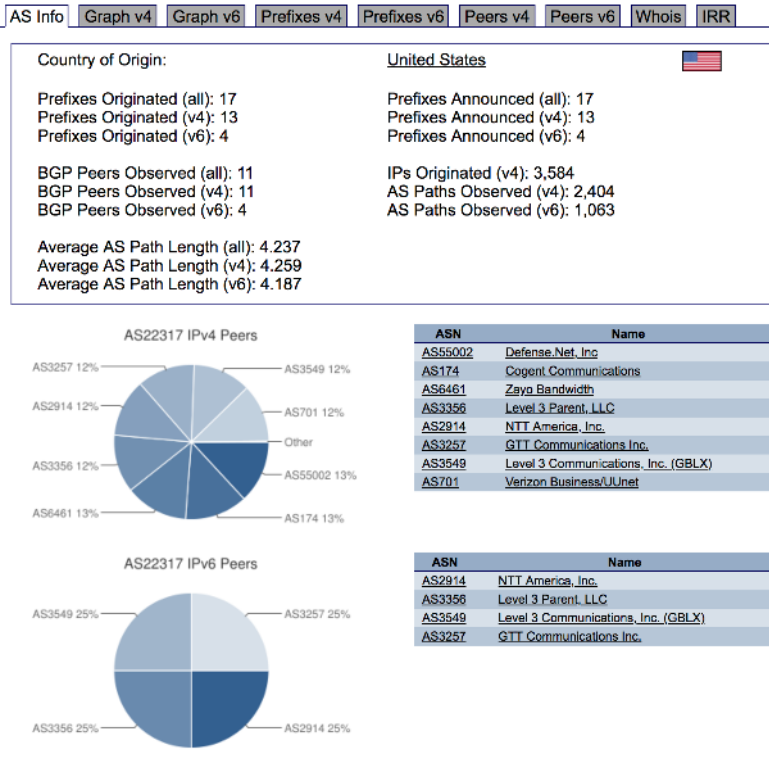 AS Info Graph v4 Graph v6 Prefixes v4 Prefixes v6 Peers v4 Peers v6 Whois IRR
Country of Origin: United States
Prefixes Originated (all): 17 Prefixes Announced (all): 17
Prefixes Originated (v4): 13 Prefixes Announced (v4): 13
Prefixes Originated (v6): 4 Prefixes Announced (v6): 4
BGP Peers Observed (all): 11 IPs Originated (v4): 3,584
BGP Peers Observed (v4): 11 AS Paths Observed (v4): 2,404
BGP Peers Observed (v6): 4 AS Paths Observed (v6): 1,063
Average AS Path Length (all): 4.237
Average AS Path Length (v4): 4.259
Average AS Path Length (v6): 4.187
AS22317 IPv4 Peers
AS3257 12%
AS3549 12%
AS2914 12%
AS701 12%
Other
AS3356 12%
AS55002 13%
AS6461 13%
AS174 13%
ASN Name
AS55002 Defense.Net, Inc
AS174 Cogent Communications
AS6461 Zayo Bandwidth
AS3356 Level 3 Parent, LLC
AS2914 NTT America, Inc.
AS3257 GTT Communications Inc.
AS3549 Level 3 Communications, Inc. (GBLX)
AS701 Verizon Business/UUnet
AS22317 IPv6 Peers
AS3549 25%
AS3257 25%
AS3356 25%
AS2914 25%
ASN Name
AS2914 NTT America, Inc.
AS3356 Level 3 Parent, LLC
AS3549 Level 3 Communications, Inc. (GBLX)
AS3257 GTT Communications Inc.